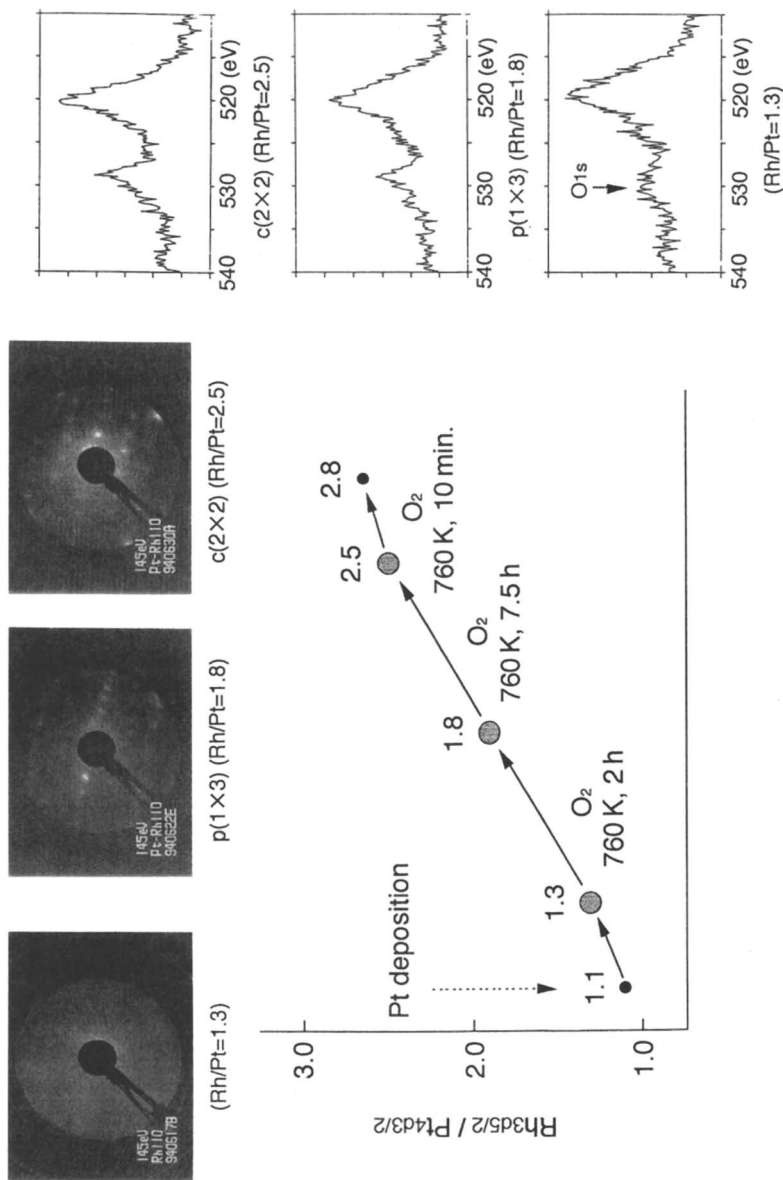 145eV
Rh110
940617B
(Rh/Pt=1.3)
145eV
Pt-Rh110
940622E
p(1×3) (Rh/Pt=1.8)
145eV
Pt-Rh110
940630A
c(2×2) (Rh/Pt=2.5)
Rh3d5/2 / Pt4d3/2
3.0
2.0
1.0
Pt deposition
1.1
1.3
1.8
2.5
2.8
O2
760 K, 2 h
O2
760 K, 7.5 h
O2
760 K, 10 min.
540 530 520 (eV)
c(2×2) (Rh/Pt=2.5)
540 530 520 (eV)
p(1×3) (Rh/Pt=1.8)
O1s
540 530 520 (eV)
(Rh/Pt=1.3)